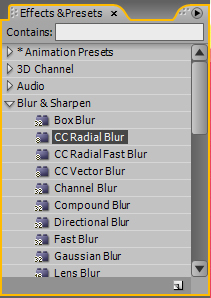 Effects &Presets ×
Contains:
* Animation Presets
3D Channel
Audio
Blur & Sharpen
Box Blur
CC Radial Blur
CC Radial Fast Blur
CC Vector Blur
Channel Blur
Compound Blur
Directional Blur
Fast Blur
Gaussian Blur
Lens Blur